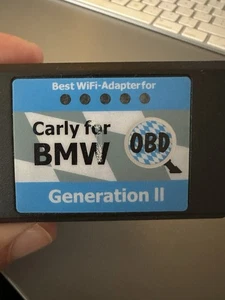 Best WiFi-Adapter for
Carly for
BMW
OBD
Generation II